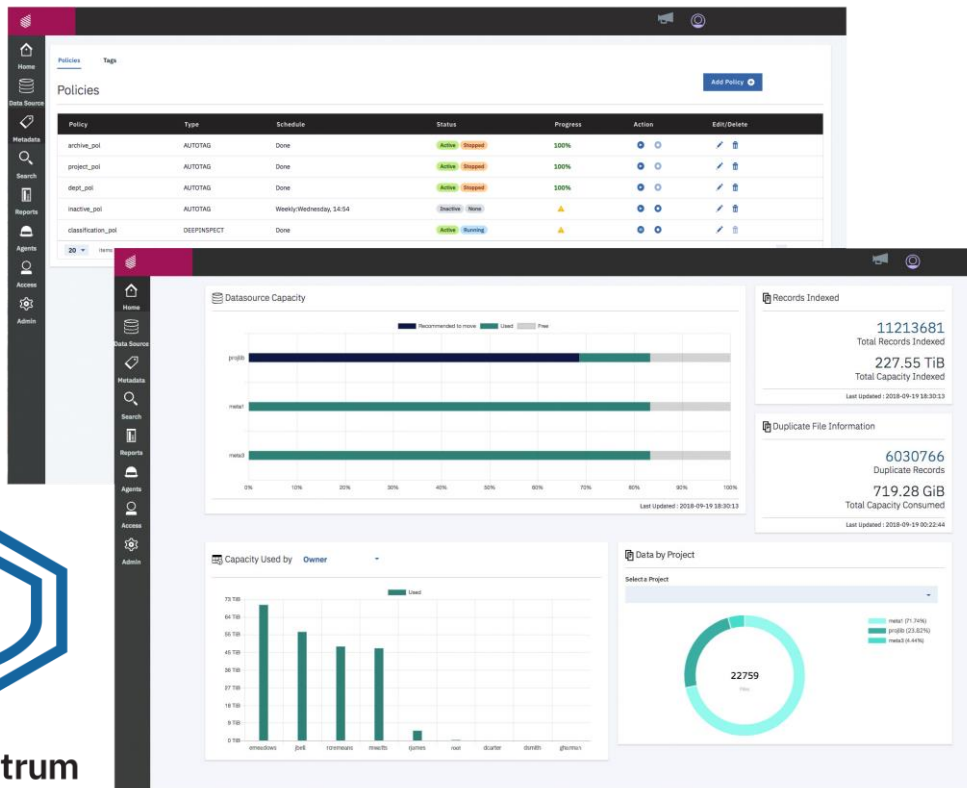 Home
Data Source
Metadata
Search
Reports
Agents
Access
Admin
Policies Tags
Policies
Add Policy
Policy Type Schedule Status Progress Action Edit/Delete
archive_pol AUTOTAG Done Active Stopped 100%
project_pol AUTOTAG Done Active Stopped 100%
dept_pol AUTOTAG Done Active Stopped 100%
inactive_pol AUTOTAG Weekly:Wednesday, 14:54 Inactive None
classification_pol DEEPINSPECT Done Active Running
20 items
Home
Data Source
Metadata
Search
Reports
Agents
Access
Admin
Datasource Capacity
Recommended to move Used Free
projlib
meta1
meta3
0% 10% 20% 30% 40% 50% 60% 70% 80% 90% 100%
Last Updated : 2018-09-19 18:30:13
Records Indexed
11213681
Total Records Indexed
227.55 TiB
Total Capacity Indexed
Last Updated : 2018-09-19 18:30:13
Duplicate File Information
6030766
Duplicate Records
719.28 GiB
Total Capacity Consumed
Last Updated : 2018-09-19 00:22:44
Capacity Used by Owner
Used
73 TiB
64 TiB
55 TiB
45 TiB
36 TiB
27 TiB
18 TiB
9 TiB
0 TiB
emeadows jbell dcarter dsmith
Data by Project
Select a Project
meta1 (71.74%)
projlib (23.82%)
meta3 (4.44%)
22759
trum